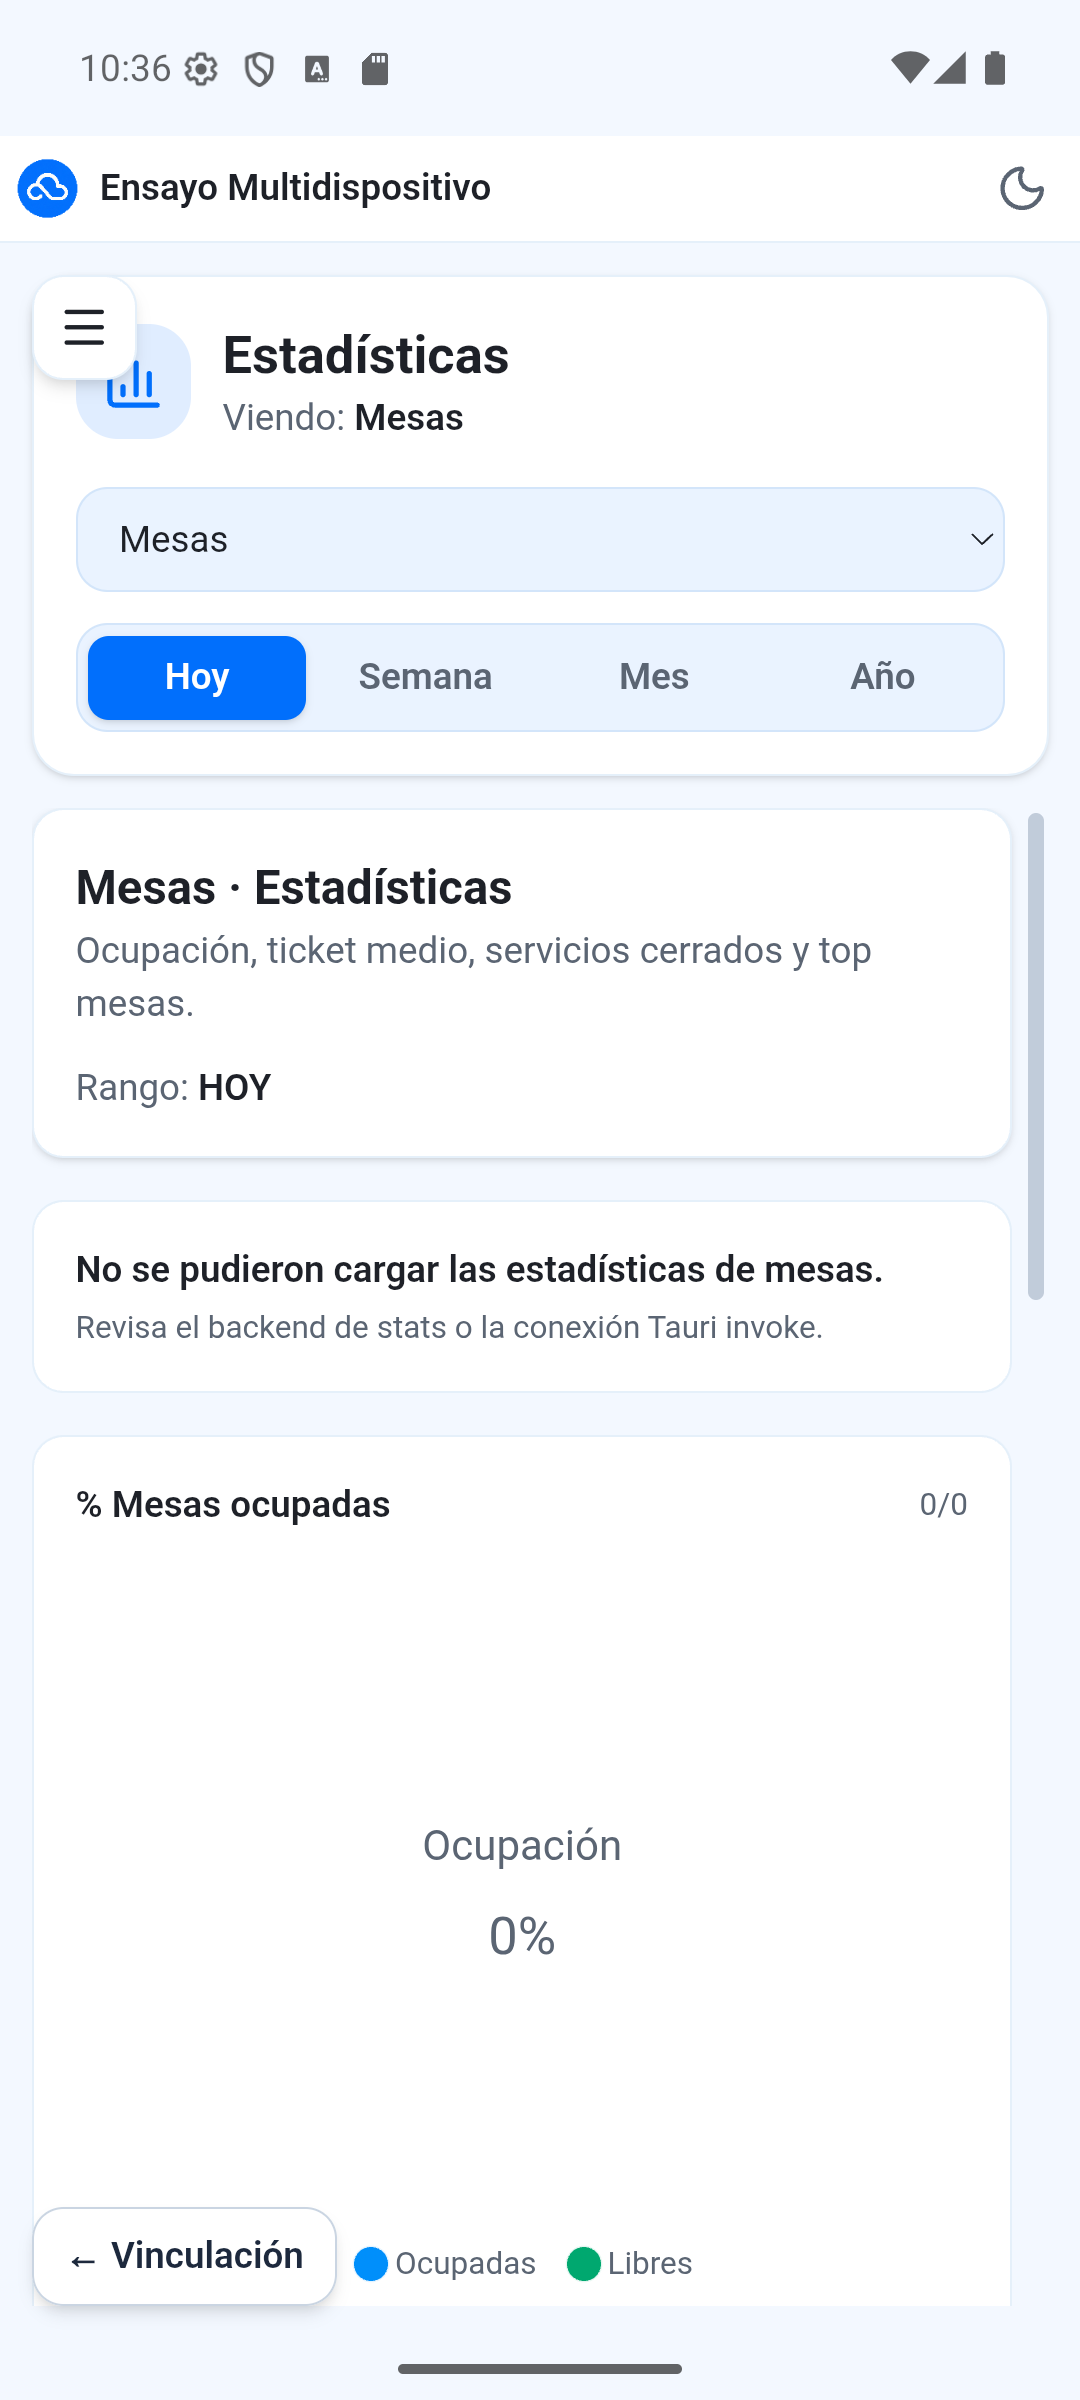 10:36
Ensayo Multidispositivo
Estadísticas
Viendo: Mesas
Mesas
Hoy Semana Mes Año
Mesas · Estadísticas
Ocupación, ticket medio, servicios cerrados y top
mesas.
Rango: HOY
No se pudieron cargar las estadísticas de mesas.
Revisa el backend de stats o la conexión Tauri invoke.
% Mesas ocupadas 0/0
Ocupación
0%
← Vinculación
Ocupadas Libres